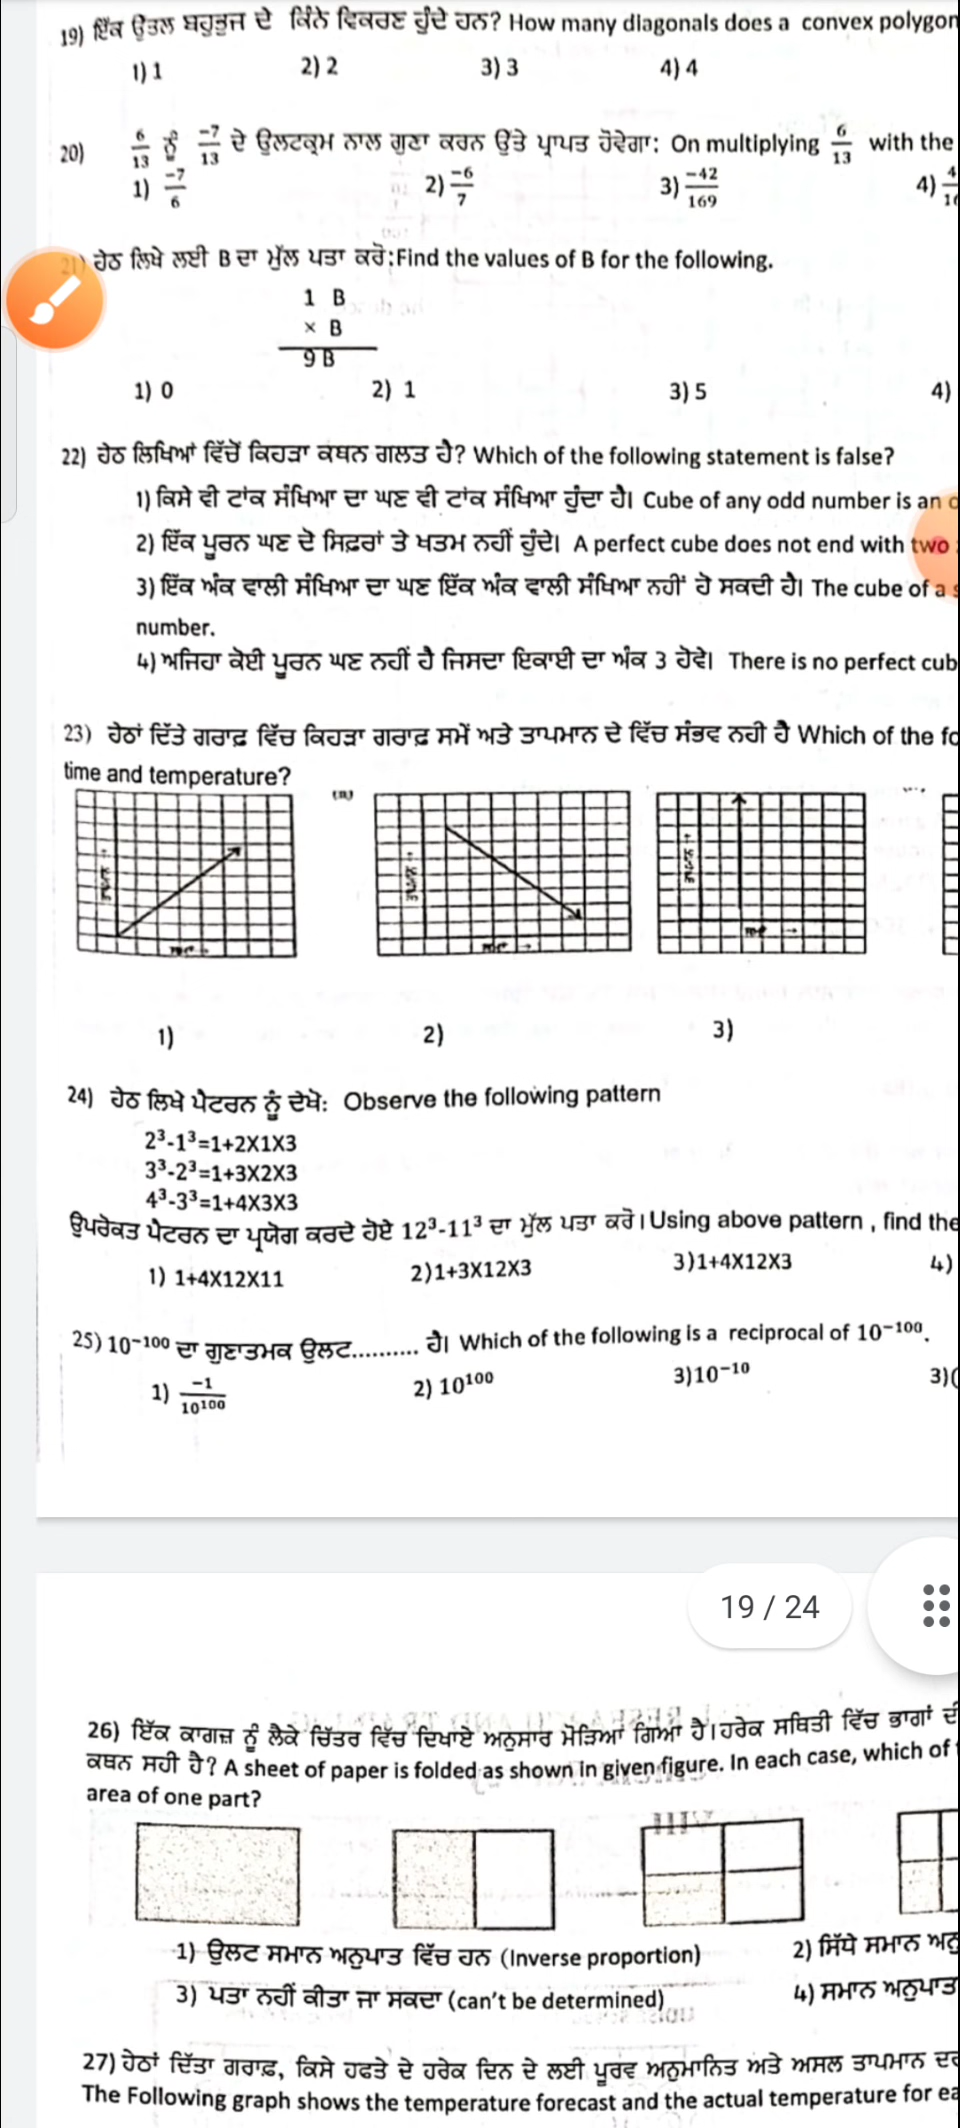 19) ਇੱਕ ਉਤਲ ਬਹੁਭੁਜ ਦੇ ਕਿੰਨੇ ਵਿਕਰਣ ਹੁੰਦੇ ਹਨ? How many diagonals does a convex polygon
1) 1 2) 2 3) 3 4) 4
20) 6/13 ਨੂੰ -7/13 ਦੇ ਉਲਟਕ੍ਰਮ ਨਾਲ ਗੁਣਾ ਕਰਨ ਉਤੇ ਪ੍ਰਾਪਤ ਹੋਵੇਗਾ: On multiplying 6/13 with the
1) -7/6 2) -6/7 3) -42/169 4)
21) ਹੇਠ ਲਿਖੇ ਲਈ B ਦਾ ਮੁੱਲ ਪਤਾ ਕਰੋ:Find the values of B for the following.
1 B
× B
9 B
1) 0 2) 1 3) 5 4)
22) ਹੇਠ ਲਿਖਿਆਂ ਵਿੱਚੋਂ ਕਿਹੜਾ ਕਥਨ ਗਲਤ ਹੈ? Which of the following statement is false?
1) ਕਿਸੇ ਵੀ ਟਾਂਕ ਸੰਖਿਆ ਦਾ ਘਣ ਵੀ ਟਾਂਕ ਸੰਖਿਆ ਹੁੰਦਾ ਹੈ। Cube of any odd number is an
2) ਇੱਕ ਪੂਰਨ ਘਣ ਦੋ ਸਿਫ਼ਰਾਂ ਤੇ ਖਤਮ ਨਹੀਂ ਹੁੰਦੇ। A perfect cube does not end with two
3) ਇੱਕ ਅੰਕ ਵਾਲੀ ਸੰਖਿਆ ਦਾ ਘਣ ਇੱਕ ਅੰਕ ਵਾਲੀ ਸੰਖਿਆ ਨਹੀਂ ਹੋ ਸਕਦੀ ਹੈ। The cube of a
number.
4) ਅਜਿਹਾ ਕੋਈ ਪੂਰਨ ਘਣ ਨਹੀਂ ਹੈ ਜਿਸਦਾ ਇਕਾਈ ਦਾ ਅੰਕ 3 ਹੋਵੇ। There is no perfect cub
23) ਹੇਠਾਂ ਦਿੱਤੇ ਗਰਾਫ਼ ਵਿੱਚ ਕਿਹੜਾ ਗਰਾਫ਼ ਸਮੇਂ ਅਤੇ ਤਾਪਮਾਨ ਦੇ ਵਿੱਚ ਸੰਭਵ ਨਹੀ ਹੈ Which of the fo
time and temperature?
1) 2) 3)
24) ਹੇਠ ਲਿਖੇ ਪੈਟਰਨ ਨੂੰ ਦੇਖੋ: Observe the following pattern
2³-1³=1+2X1X3
3³-2³=1+3X2X3
4³-3³=1+4X3X3
ਉਪਰੋਕਤ ਪੈਟਰਨ ਦਾ ਪ੍ਰਯੋਗ ਕਰਦੇ ਹੋਏ 12³-11³ ਦਾ ਮੁੱਲ ਪਤਾ ਕਰੋ। Using above pattern , find the
1) 1+4X12X11 2)1+3X12X3 3)1+4X12X3 4)
25) 10⁻¹⁰⁰ ਦਾ ਗੁਣਾਤਮਕ ਉਲਟ.......... ਹੈ। Which of the following is a reciprocal of 10⁻¹⁰⁰.
1) -1/10¹⁰⁰ 2) 10¹⁰⁰ 3)10⁻¹⁰ 3)
19 / 24
26) ਇੱਕ ਕਾਗਜ਼ ਨੂੰ ਲੈਕੇ ਚਿੱਤਰ ਵਿੱਚ ਦਿਖਾਏ ਅਨੁਸਾਰ ਮੋੜਿਆਂ ਗਿਆ ਹੈ।ਹਰੇਕ ਸਥਿਤੀ ਵਿੱਚ ਭਾਗਾਂ ਦੀ
ਕਥਨ ਸਹੀ ਹੈ? A sheet of paper is folded as shown in given figure. In each case, which of
area of one part?
1) ਉਲਟ ਸਮਾਨ ਅਨੁਪਾਤ ਵਿੱਚ ਹਨ (Inverse proportion) 2) ਸਿੱਧੇ ਸਮਾਨ ਅਨੁ
3) ਪਤਾ ਨਹੀਂ ਕੀਤਾ ਜਾ ਸਕਦਾ (can't be determined) 4) ਸਮਾਨ ਅਨੁਪਾਤ
27) ਹੇਠਾਂ ਦਿੱਤਾ ਗਰਾਫ਼, ਕਿਸੇ ਹਫਤੇ ਦੇ ਹਰੇਕ ਦਿਨ ਦੇ ਲਈ ਪੂਰਵ ਅਨੁਮਾਨਿਤ ਅਤੇ ਅਸਲ ਤਾਪਮਾਨ ਦਰ
The Following graph shows the temperature forecast and the actual temperature for ea